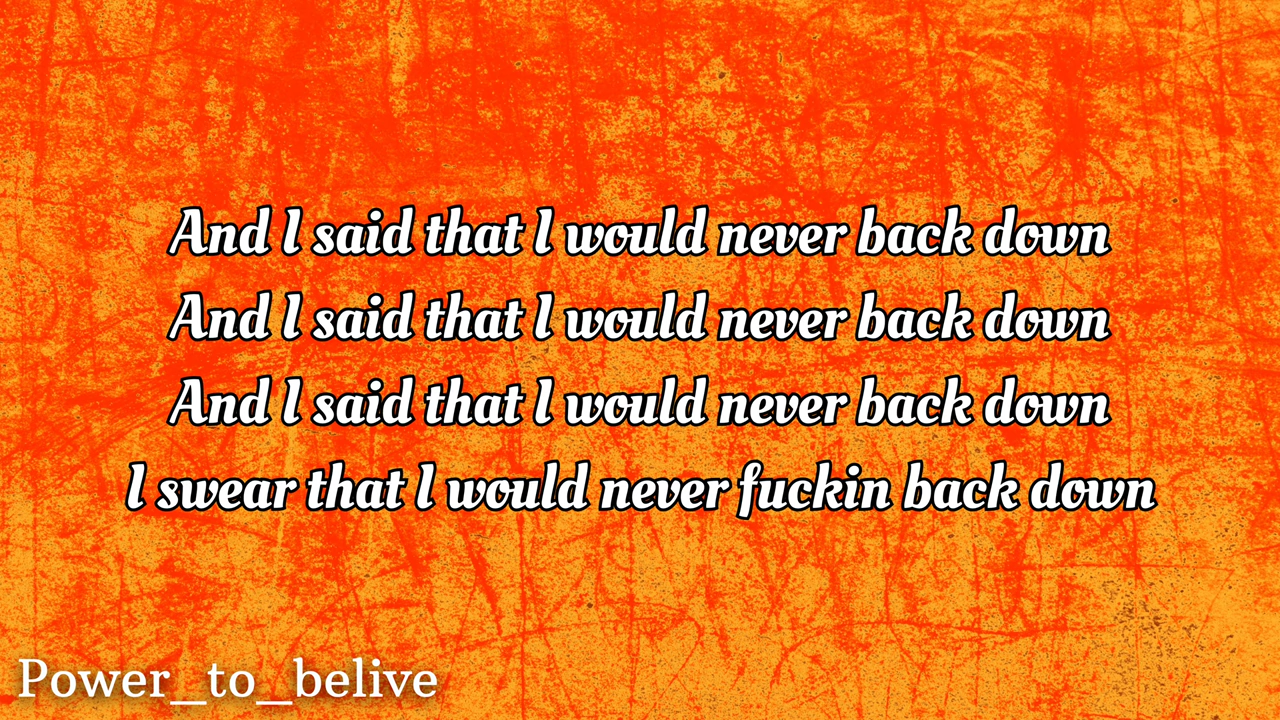 And I said that I would never back down
And I said that I would never back down
And I said that I would never back down
I swear that I would never fuckin back down
Power_to_belive